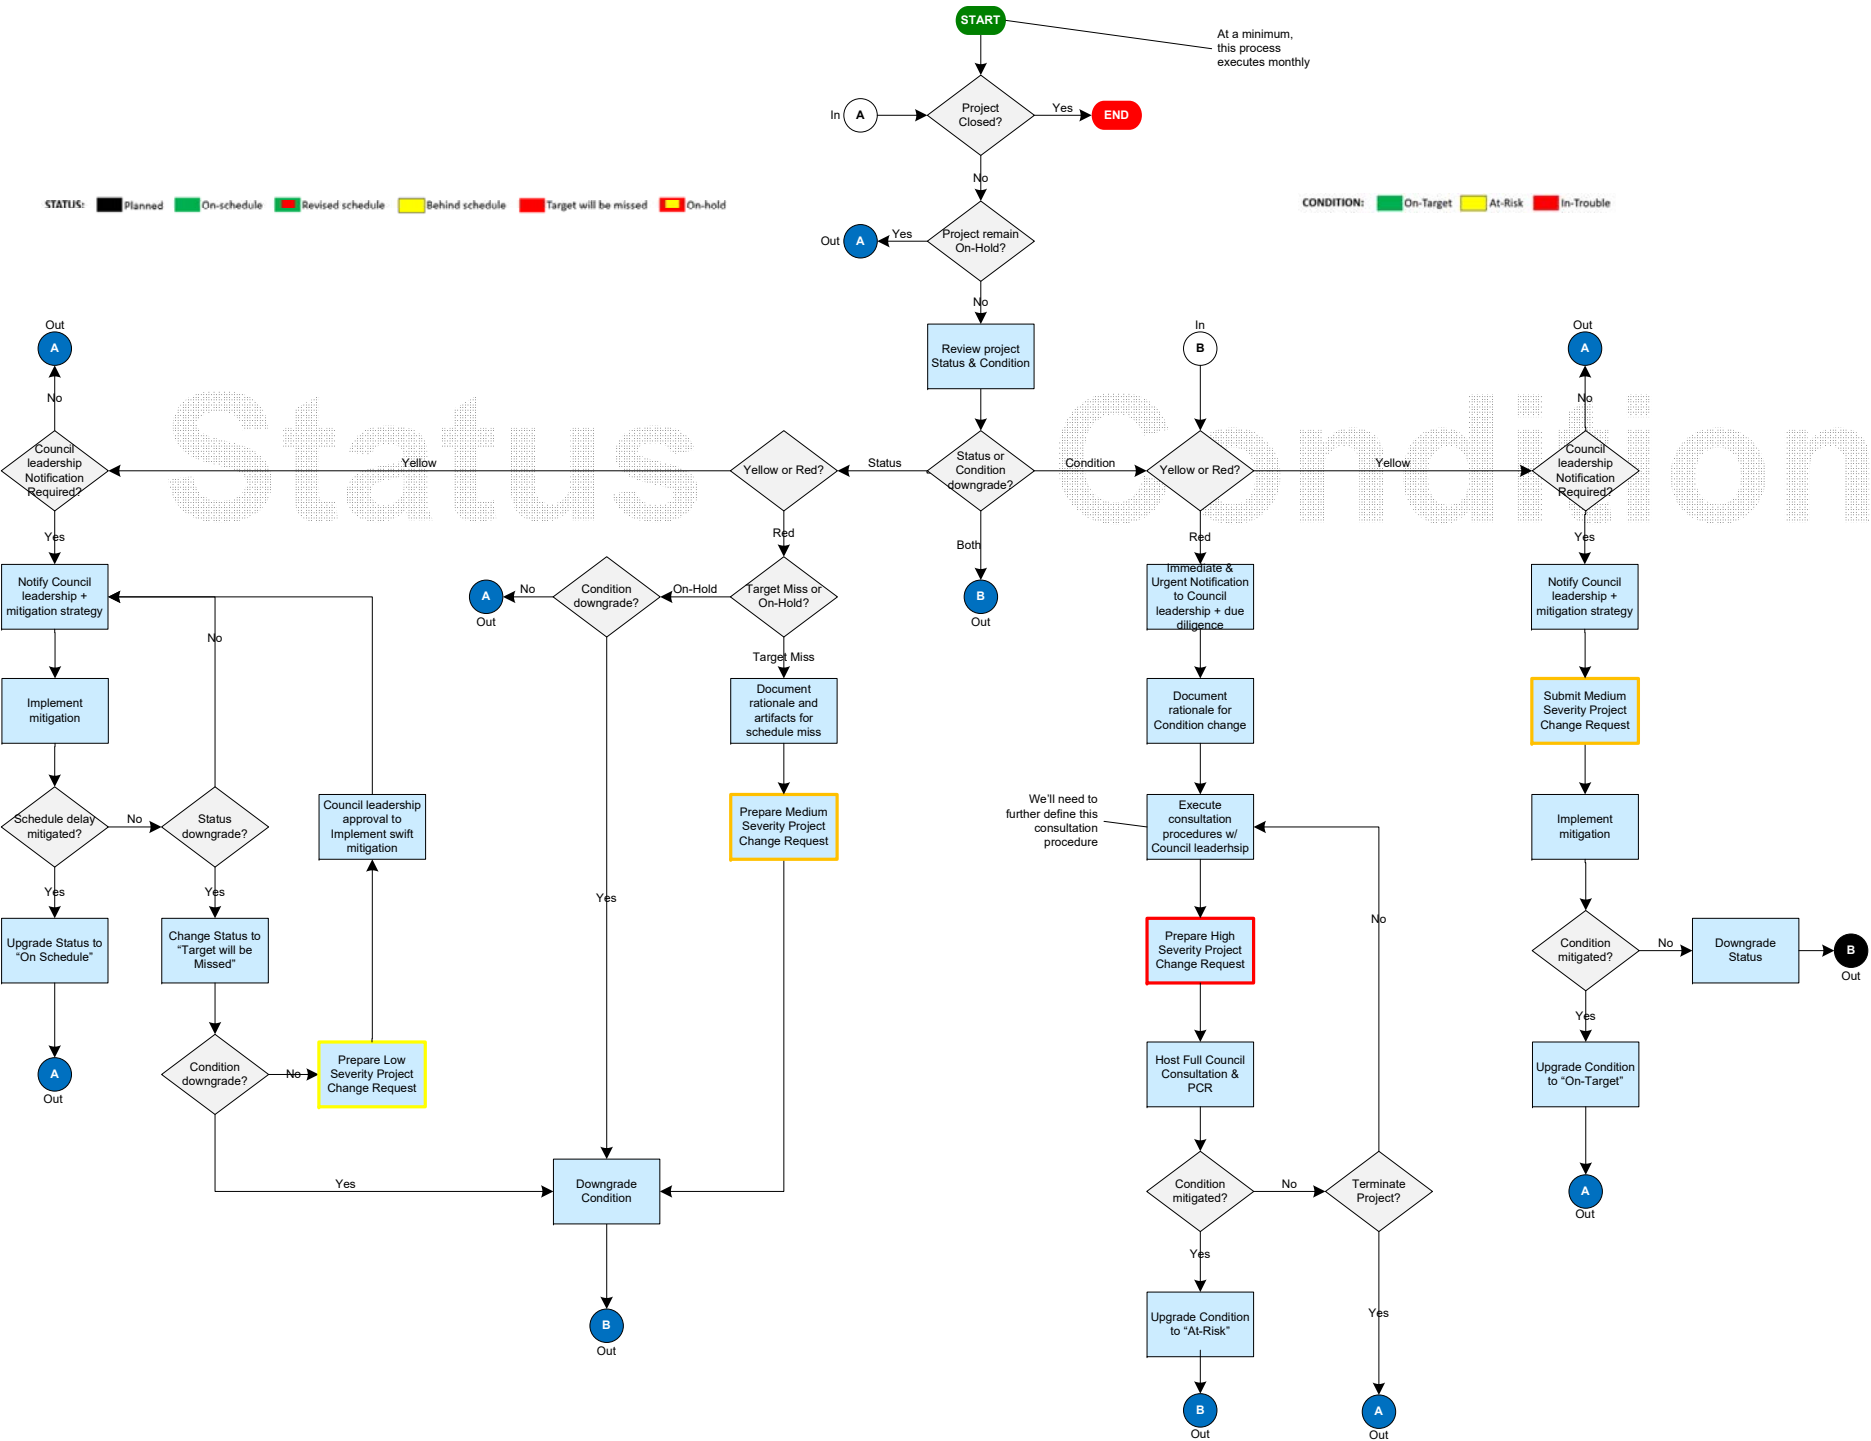 START
At a minimum,
this process
executes monthly
In
A
Project
Closed?
Yes
END
No
STATUS:
Planned
On-schedule
Revised schedule
Behind schedule
Target will be missed
On-hold
CONDITION:
On-Target
At-Risk
In-Trouble
Out
A
Yes
Project remain
On-Hold?
No
Out
A
No
Review project
Status & Condition
In
B
Out
A
No
Status
Condition
Council
leadership
Notification
Required?
Yellow
Yellow or Red?
Status
Status or
Condition
downgrade?
Condition
Yellow or Red?
Yellow
Council
leadership
Notification
Required?
Yes
Red
Both
Red
Yes
Notify Council
leadership +
mitigation strategy
No
A
Out
No
Condition
downgrade?
On-Hold
Target Miss or
On-Hold?
B
Out
Immediate &
Urgent Notification
to Council
leadership + due
diligence
Notify Council
leadership +
mitigation strategy
Target Miss
Implement
mitigation
Document
rationale and
artifacts for
schedule miss
Document
rationale for
Condition change
Submit Medium
Severity Project
Change Request
Schedule delay
mitigated?
No
Status
downgrade?
Council leadership
approval to
Implement swift
mitigation
Prepare Medium
Severity Project
Change Request
We'll need to
further define this
consultation
procedure
Execute
consultation
procedures w/
Council leaderhsip
Implement
mitigation
Yes
Yes
Yes
No
Upgrade Status to
“On Schedule”
Change Status to
“Target will be
Missed”
Prepare High
Severity Project
Change Request
Condition
mitigated?
No
Downgrade
Status
B
Out
Yes
A
Out
Condition
downgrade?
No
Prepare Low
Severity Project
Change Request
Host Full Council
Consultation &
PCR
Upgrade Condition
to “On-Target”
Yes
Downgrade
Condition
Condition
mitigated?
No
Terminate
Project?
A
Out
Yes
Yes
B
Out
Upgrade Condition
to “At-Risk”
B
Out
A
Out